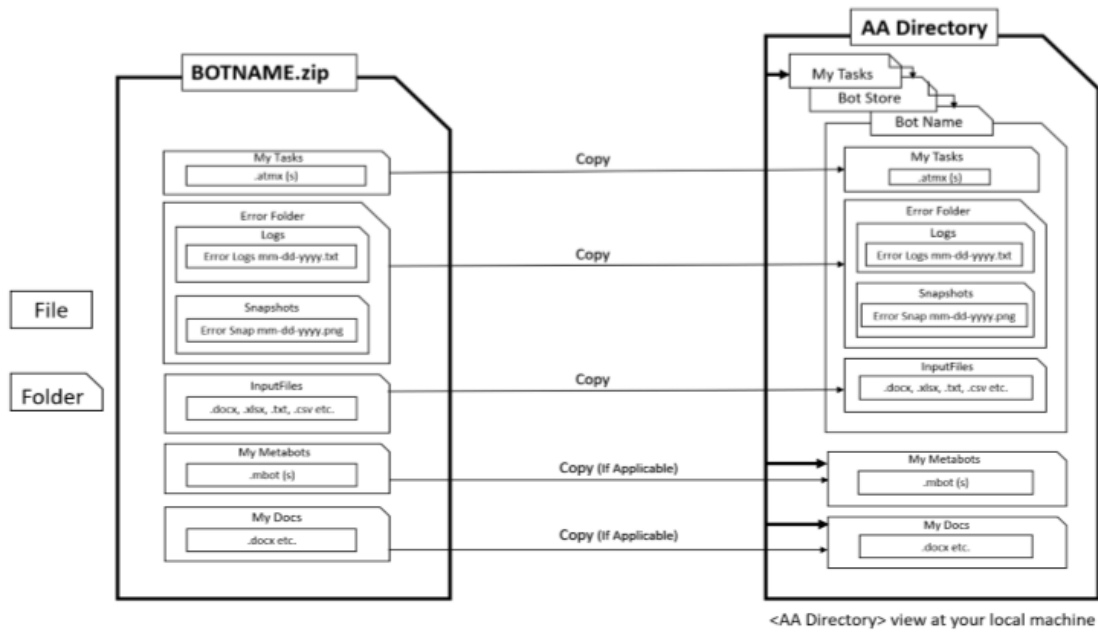 BOTNAME.zip
My Tasks
.atmx (s)
Error Folder
Logs
Error Logs mm-dd-yyyy.txt
Snapshots
Error Snap mm-dd-yyyy.png
InputFiles
.docx, .xlsx, .txt, .csv etc.
My Metabots
.mbot (s)
My Docs
.docx etc.
File
Folder
Copy
Copy
Copy
Copy (If Applicable)
Copy (If Applicable)
AA Directory
My Tasks
Bot Store
Bot Name
My Tasks
.atmx (s)
Error Folder
Logs
Error Logs mm-dd-yyyy.txt
Snapshots
Error Snap mm-dd-yyyy.png
InputFiles
.docx, .xlsx, .txt, .csv etc.
My Metabots
.mbot (s)
My Docs
.docx etc.
<AA Directory> view at your local machine